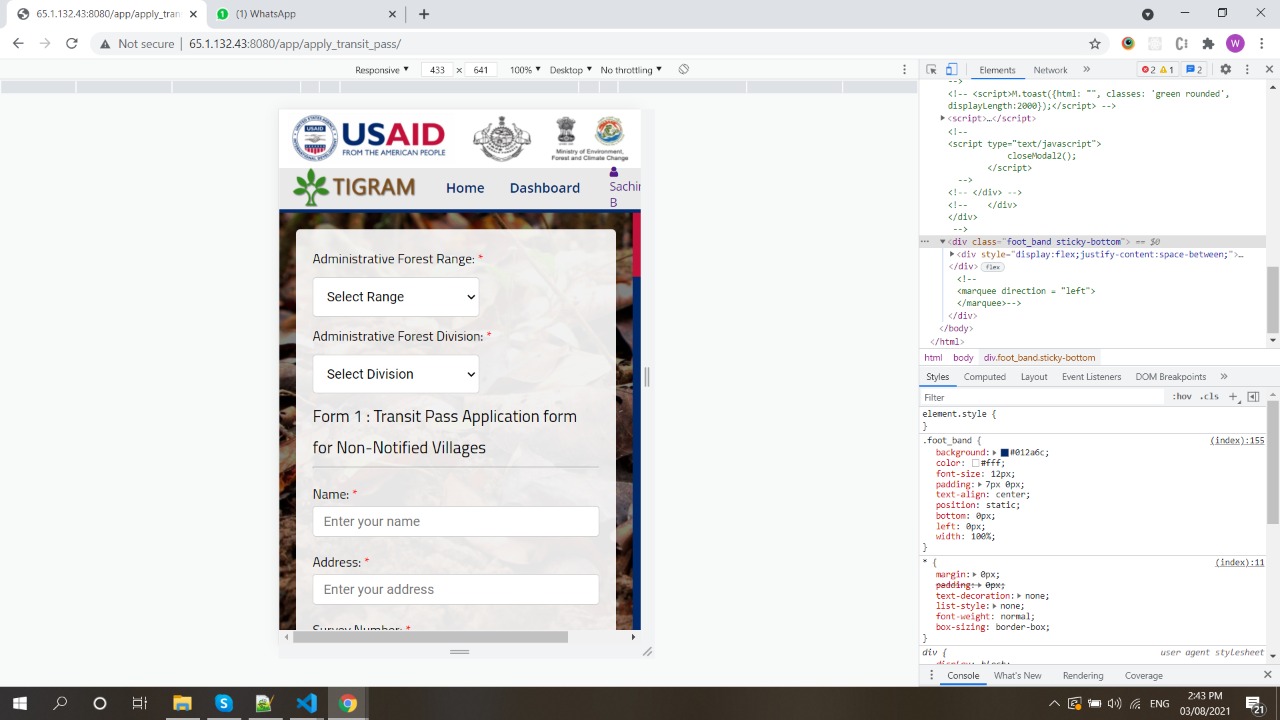 65.1.132.43:8080/app/apply_tran
(1) WhatsApp
Not secure | 65.1.132.43:8080/app/apply_transit_pass/
W
Responsive
433 × 641
100%
Desktop
No throttling
Elements
Network
2
1
2
USAID
FROM THE AMERICAN PEOPLE
Ministry of Environment,
Forest and Climate Change
TIGRAM
Home
Dashboard
Sachin
B
Administrative Forest Range: *
Select Range
Administrative Forest Division: *
Select Division
Form 1 : Transit Pass Application form
for Non-Notified Villages
Name: *
Enter your name
Address: *
Enter your address
Survey Number: *
-->
<!-- <script>M.toast({html: "", classes: 'green rounded',
displayLength:2000});</script> -->
<script>…</script>
<!--
<script type="text/javascript">
closeModal2();
</script>
-->
<!-- </div> -->
<!-- </div>
</div>
-->
<div class="foot_band sticky-bottom"> == $0
<div style="display:flex;justify-content:space-between;">…
</div> flex
<!--
<marquee direction = "left">
</marquee>-->
</div>
</body>
</html>
html body div.foot_band.sticky-bottom
Styles
Computed
Layout
Event Listeners
DOM Breakpoints
Filter
:hov .cls
element.style {
}
.foot_band { (index):155
background: #012a6c;
color: #fff;
font-size: 12px;
padding: 7px 0px;
text-align: center;
position: static;
bottom: 0px;
left: 0px;
width: 100%;
}
* { (index):11
margin: 0px;
padding: 0px;
text-decoration: none;
list-style: none;
font-weight: normal;
box-sizing: border-box;
}
div { user agent stylesheet
display: block;
Console
What's New
Rendering
Coverage
ENG
2:43 PM
03/08/2021
21